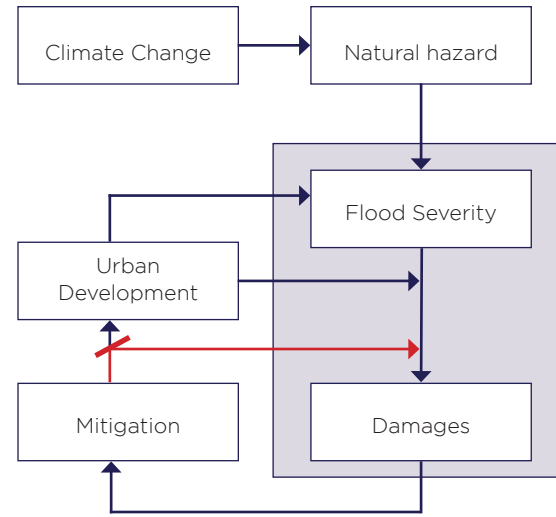 Climate Change
Natural hazard
Flood Severity
Urban
Development
Mitigation
Damages